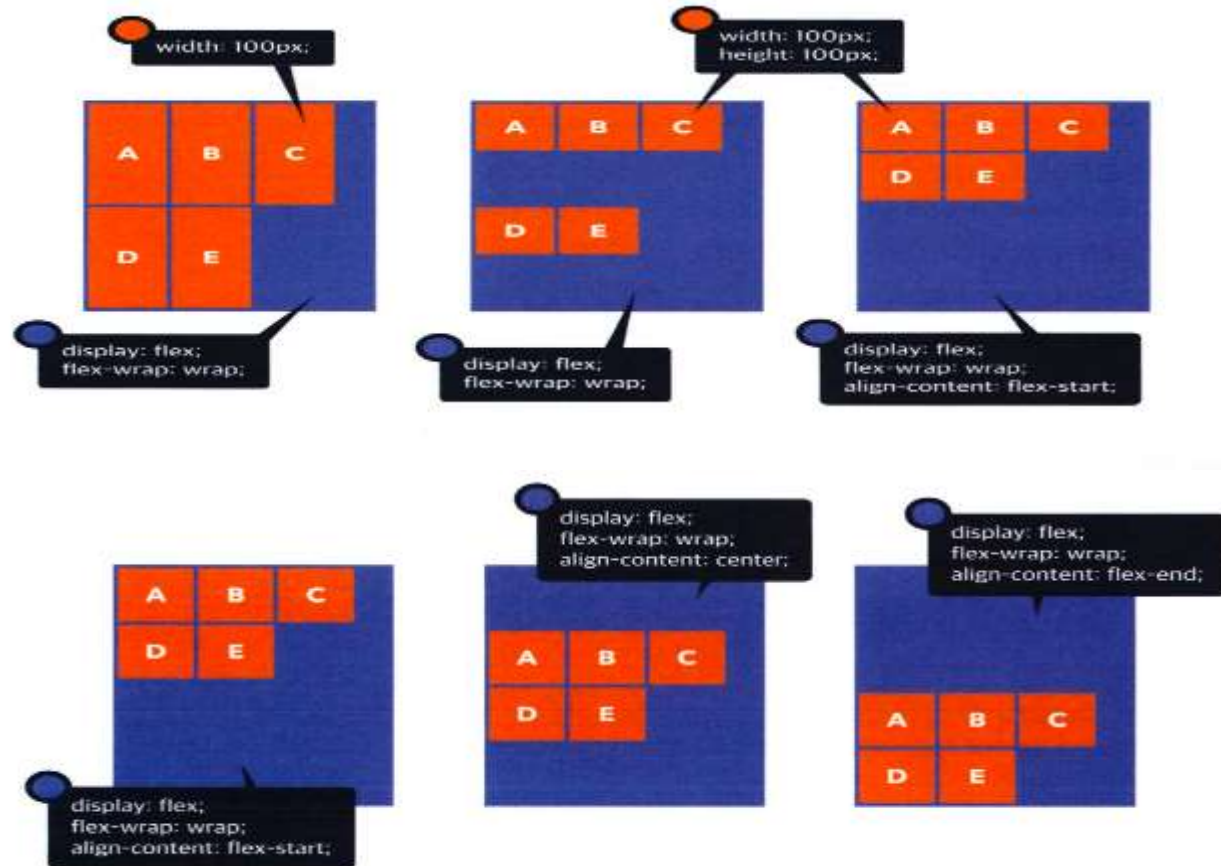 width: 100px;
width: 100px;
height: 100px;
A B C
D E
A B C
D E
A B C
D E
display: flex;
flex-wrap: wrap;
display: flex;
flex-wrap: wrap;
display: flex;
flex-wrap: wrap;
align-content: flex-start;
display: flex;
flex-wrap: wrap;
align-content: center;
display: flex;
flex-wrap: wrap;
align-content: flex-end;
A B C
D E
A B C
D E
A B C
D E
display: flex;
flex-wrap: wrap;
align-content: flex-start;